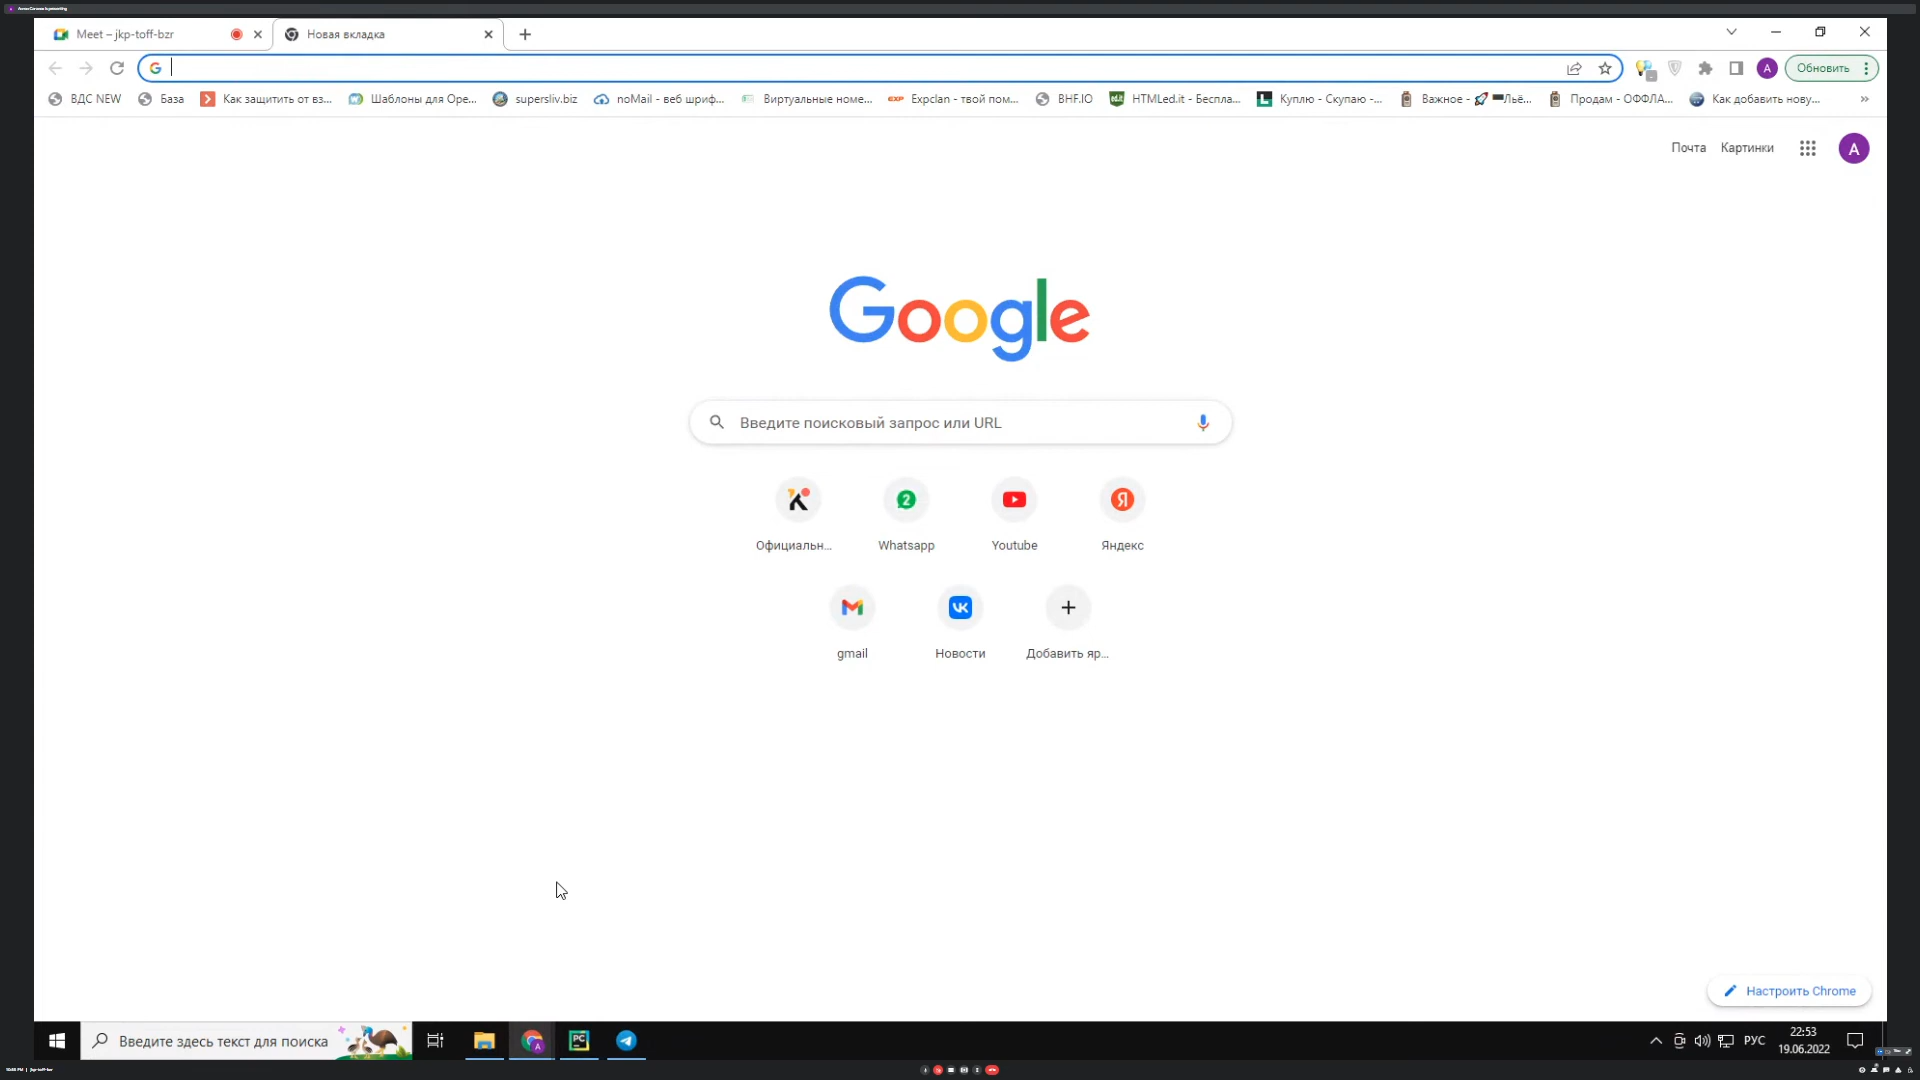 Meet – jkp-toff-bzr
Новая вкладка
Обновить
ВДС NEW
База
Как защитить от вз...
Шаблоны для Оре...
supersliv.biz
noMail - веб шриф...
Виртуальные номе...
Expclan - твой пом...
BHF.IO
HTMLed.it - Беспла...
Куплю - Скупаю -...
Важное - Льё...
Продам - ОФФЛА...
Как добавить нову...
Почта
Картинки
A
Google
Введите поисковый запрос или URL
Официальн...
Whatsapp
Youtube
Яндекс
gmail
Новости
Добавить яр...
Настроить Chrome
Введите здесь текст для поиска
РУС
22:53
19.06.2022